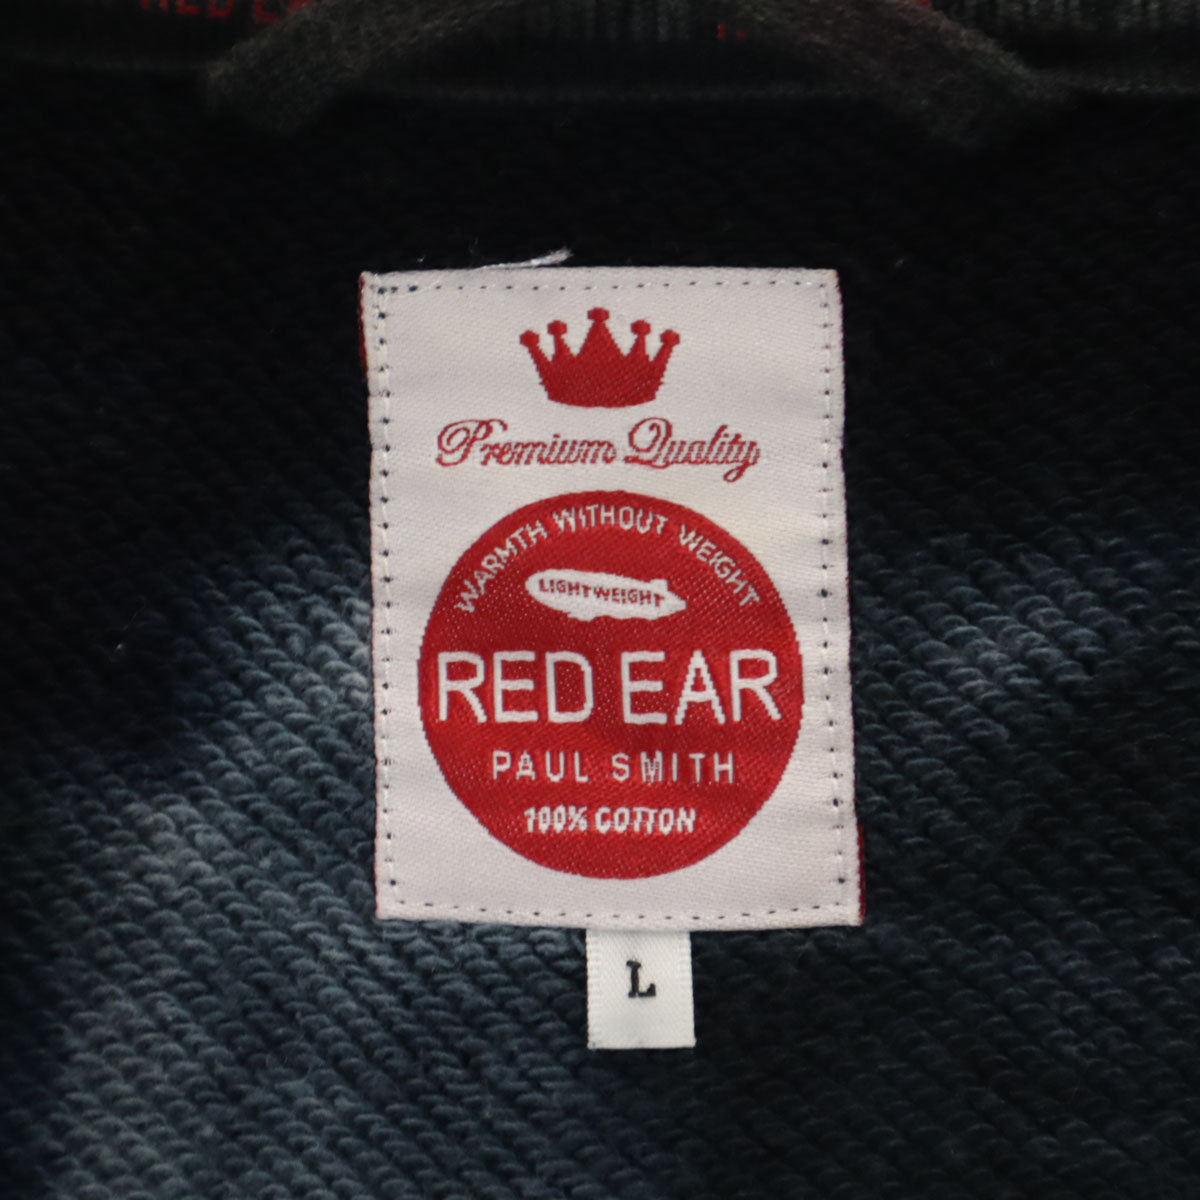 Premium Quality
WARMTH WITHOUT WEIGHT
LIGHTWEIGHT
RED EAR
PAUL SMITH
100% COTTON
L